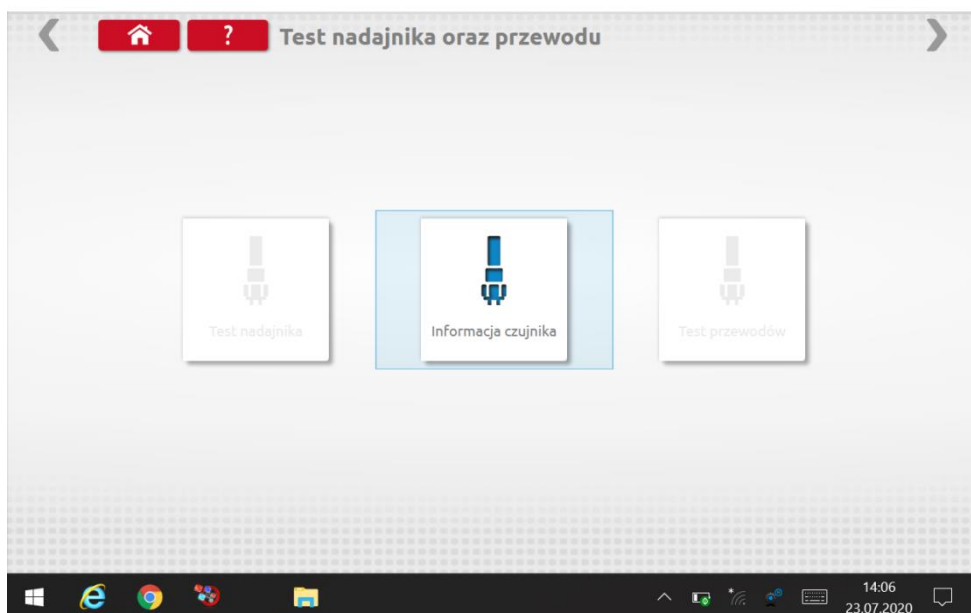 ? Test nadajnika oraz przewodu
Test nadajnika
Informacja czujnika
Test przewodów
14:06
23.07.2020